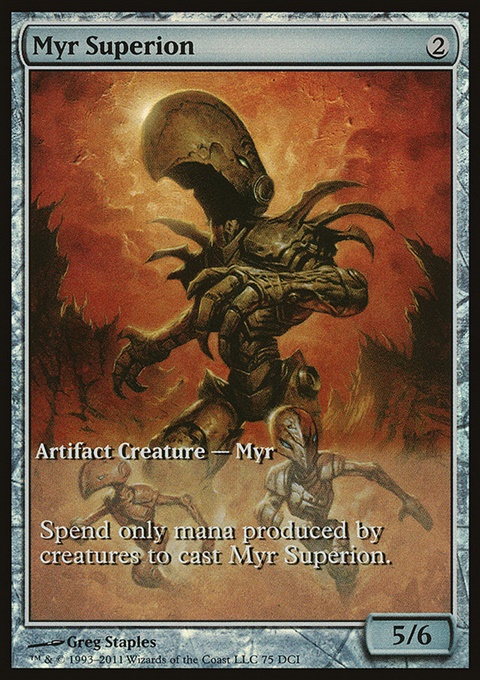 Myr Superion
2
Artifact Creature — Myr
Spend only mana produced by
creatures to cast Myr Superion.
Greg Staples
5/6
™ & © 1993–2011 Wizards of the Coast LLC 75 DCI